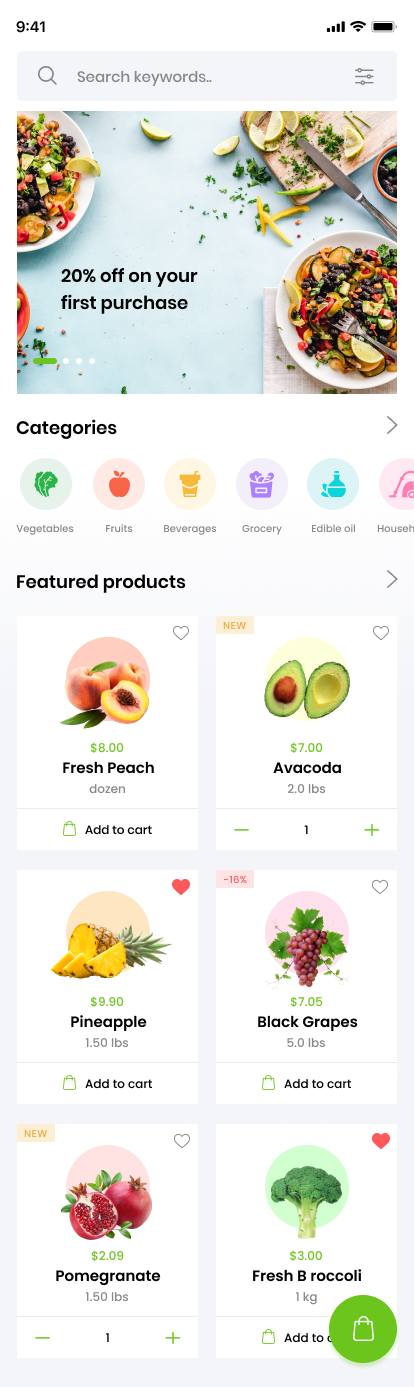 9:41
Search keywords..
20% off on your
first purchase
Categories
Vegetables Fruits Beverages Grocery Edible oil Househ
Featured products
$8.00
Fresh Peach
dozen
Add to cart
NEW
$7.00
Avacoda
2.0 lbs
1
$9.90
Pineapple
1.50 lbs
Add to cart
-16%
$7.05
Black Grapes
5.0 lbs
Add to cart
NEW
$2.09
Pomegranate
1.50 lbs
1
$3.00
Fresh B roccoli
1 kg
Add to